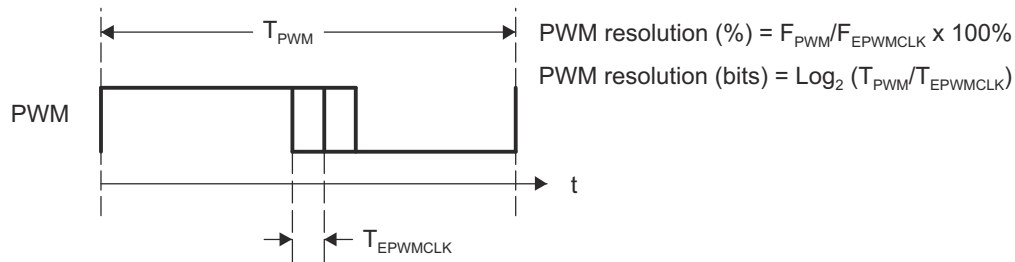 T_PWM
PWM resolution (%) = F_PWM/F_EPWMCLK x 100%
PWM resolution (bits) = Log_2 (T_PWM/T_EPWMCLK)
PWM
t
T_EPWMCLK